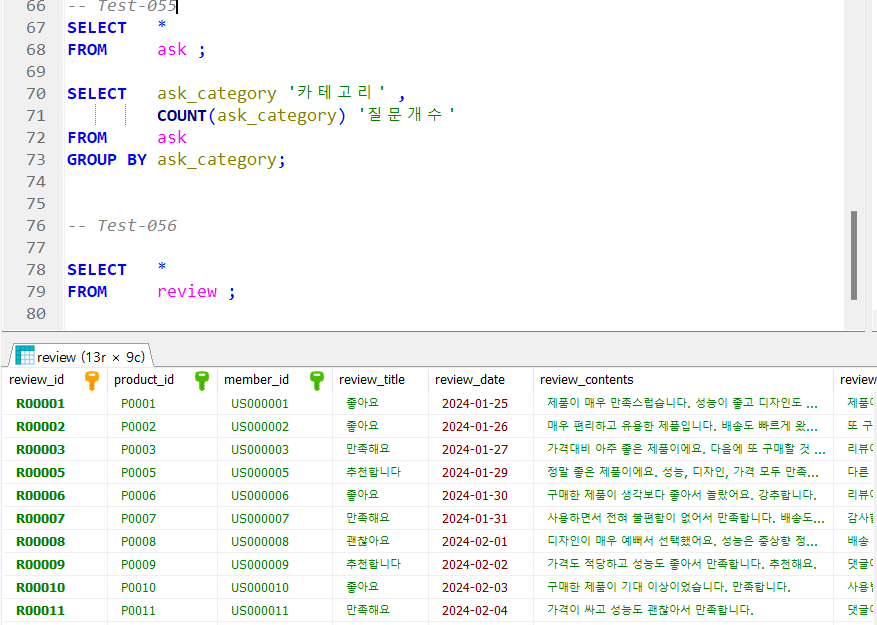 66 -- Test-055
67 SELECT *
68 FROM ask ;
69
70 SELECT ask_category '카테고리' ,
71 COUNT(ask_category) '질문개수'
72 FROM ask
73 GROUP BY ask_category;
74
75
76 -- Test-056
77
78 SELECT *
79 FROM review ;
80
review (13r × 9c)
review_id product_id member_id review_title review_date review_contents review
R00001 P0001 US000001 좋아요 2024-01-25 제품이 매우 만족스럽습니다. 성능이 좋고 디자인도 ... 제품
R00002 P0002 US000002 좋아요 2024-01-26 매우 편리하고 유용한 제품입니다. 배송도 빠르게 왔... 또 구
R00003 P0003 US000003 만족해요 2024-01-27 가격대비 아주 좋은 제품이에요. 다음에 또 구매할 것 ... 리뷰
R00005 P0005 US000005 추천합니다 2024-01-29 정말 좋은 제품이에요. 성능, 디자인, 가격 모두 만족... 다른
R00006 P0006 US000006 좋아요 2024-01-30 구매한 제품이 생각보다 좋아서 놀랐어요. 강추합니다. 리뷰
R00007 P0007 US000007 만족해요 2024-01-31 사용하면서 전혀 불편함이 없어서 만족합니다. 배송도... 감사
R00008 P0008 US000008 괜찮아요 2024-02-01 디자인이 매우 예뻐서 선택했어요. 성능은 중상향 정... 배송
R00009 P0009 US000009 추천합니다 2024-02-02 가격도 적당하고 성능도 좋아서 만족합니다. 추천해요. 댓글
R00010 P0010 US000010 좋아요 2024-02-03 구매한 제품이 기대 이상이었습니다. 만족합니다. 사용
R00011 P0011 US000011 만족해요 2024-02-04 가격이 싸고 성능도 괜찮아서 만족합니다. 댓글